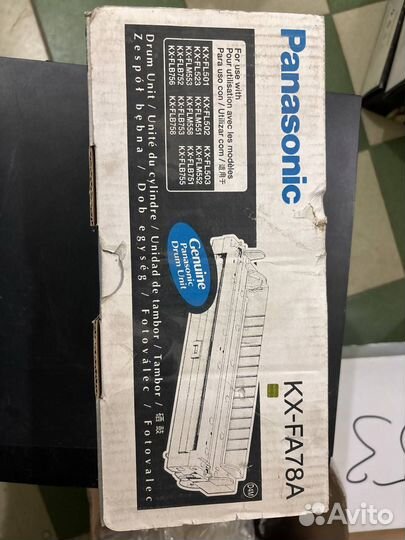 Panasonic
For use with
Pour utilisation avec les modèles
Para uso con / Utilizar com / 适用于
KX-FL501 KX-FL502 KX-FL503
KX-FL523 KX-FLM551 KX-FLM552
KX-FLM553 KX-FLM558 KX-FLB751
KX-FLB752 KX-FLB753 KX-FLB755
KX-FLB756 KX-FLB758
Genuine
Panasonic
Drum Unit
KX-FA78A
Drum Unit / Unité du cylindre / Unidad de tambor / Tambor / 硒鼓
Zespół bębna / Dob egység / Fotoválec / Fotovalec
Avito